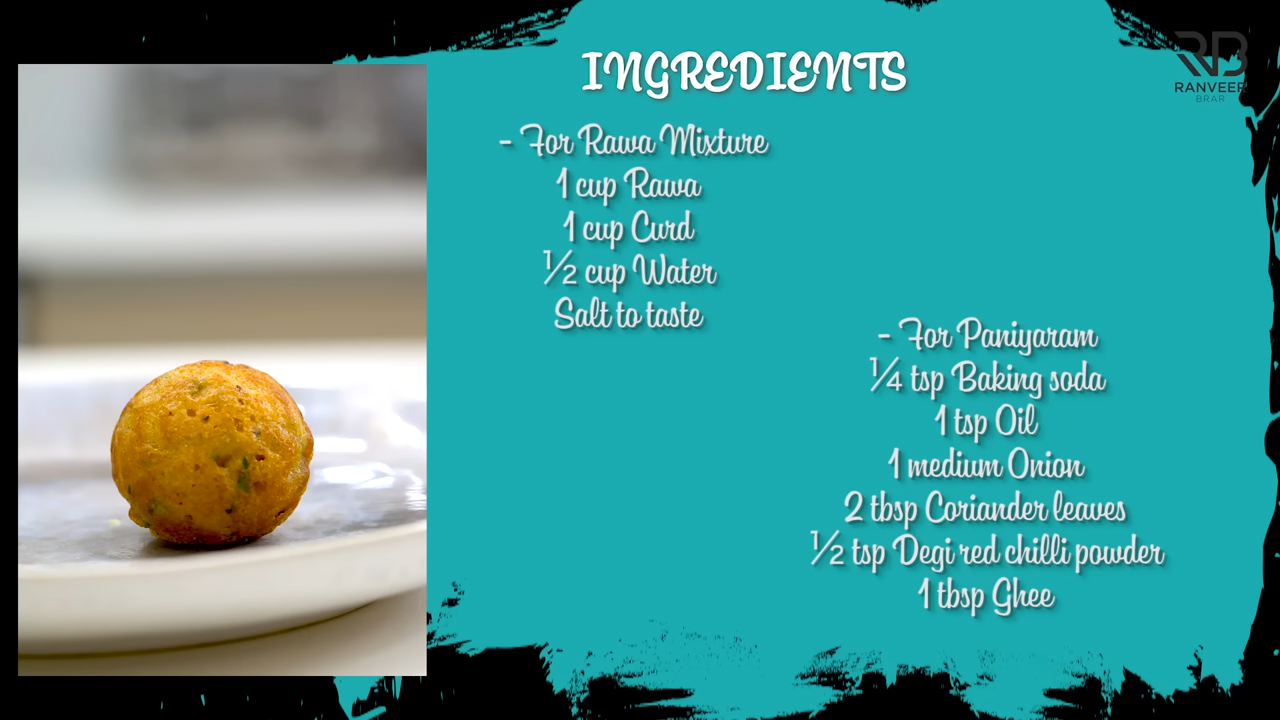 INGREDIENTS
RB
RANVEER
BRAR
- For Rawa Mixture
1 cup Rawa
1 cup Curd
½ cup Water
Salt to taste
- For Paniyaram
¼ tsp Baking soda
1 tsp Oil
1 medium Onion
2 tbsp Coriander leaves
½ tsp Degi red chilli powder
1 tbsp Ghee